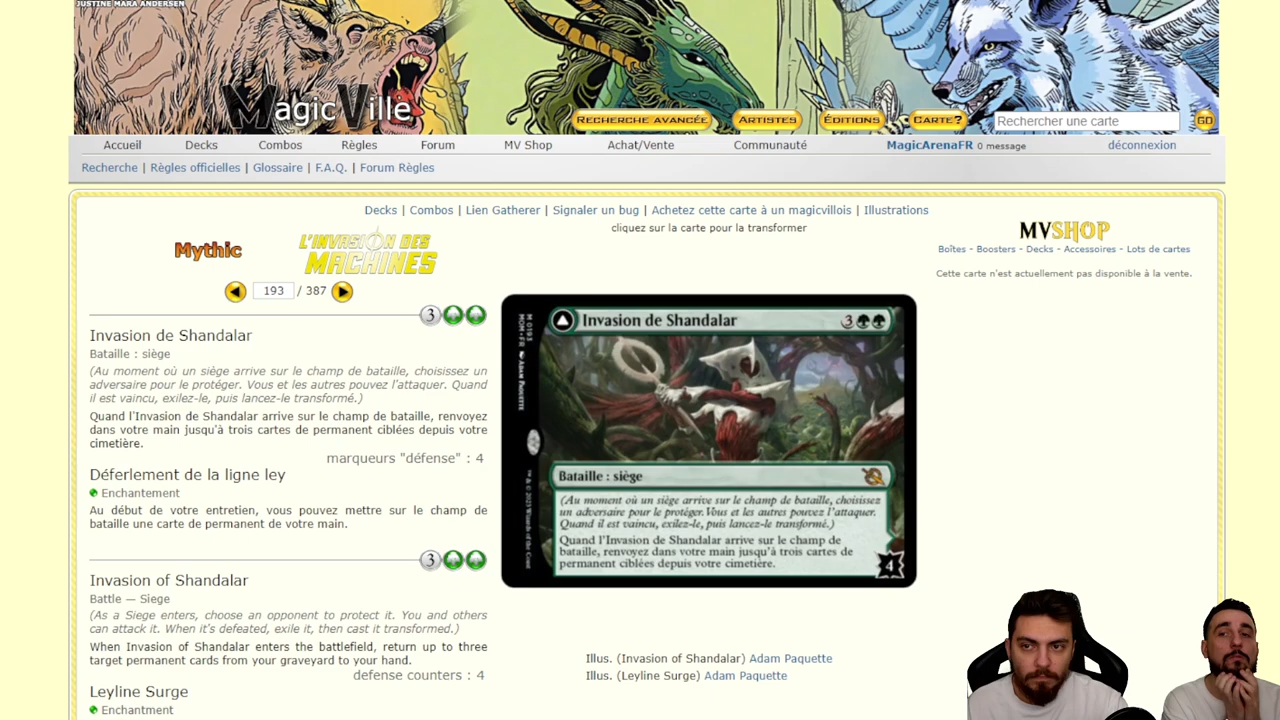 JUSTINE MARA ANDERSEN
MagicVille
RECHERCHE AVANCÉE
ARTISTES
ÉDITIONS
CARTE?
Rechercher une carte
GO
Accueil
Decks
Combos
Règles
Forum
MV Shop
Achat/Vente
Communauté
MagicArenaFR 0 message
déconnexion
Recherche | Règles officielles | Glossaire | F.A.Q. | Forum Règles
Decks | Combos | Lien Gatherer | Signaler un bug | Achetez cette carte à un magicvillois | Illustrations
cliquez sur la carte pour la transformer
Mythic
L'INVASION DES
MACHINES
193 / 387
3
Invasion de Shandalar
Bataille : siège
(Au moment où un siège arrive sur le champ de bataille, choisissez un
adversaire pour le protéger. Vous et les autres pouvez l'attaquer. Quand
il est vaincu, exilez-le, puis lancez-le transformé.)
Quand l'Invasion de Shandalar arrive sur le champ de bataille, renvoyez
dans votre main jusqu'à trois cartes de permanent ciblées depuis votre
cimetière.
marqueurs "défense" : 4
Déferlement de la ligne ley
Enchantement
Au début de votre entretien, vous pouvez mettre sur le champ de
bataille une carte de permanent de votre main.
3
Invasion of Shandalar
Battle — Siege
(As a Siege enters, choose an opponent to protect it. You and others
can attack it. When it's defeated, exile it, then cast it transformed.)
When Invasion of Shandalar enters the battlefield, return up to three
target permanent cards from your graveyard to your hand.
defense counters : 4
Leyline Surge
Enchantment
Invasion de Shandalar
3
M 0193
MOM • FR ADAM PAQUETTE
™ & © 2023 Wizards of the Coast
Bataille : siège
(Au moment où un siège arrive sur le champ de bataille, choisissez
un adversaire pour le protéger. Vous et les autres pouvez l'attaquer.
Quand il est vaincu, exilez-le, puis lancez-le transformé.)
Quand l'Invasion de Shandalar arrive sur le champ de
bataille, renvoyez dans votre main jusqu'à trois cartes de
permanent ciblées depuis votre cimetière.
4
Illus. (Invasion of Shandalar) Adam Paquette
Illus. (Leyline Surge) Adam Paquette
MVSHOP
Boîtes - Boosters - Decks - Accessoires - Lots de cartes
Cette carte n'est actuellement pas disponible à la vente.